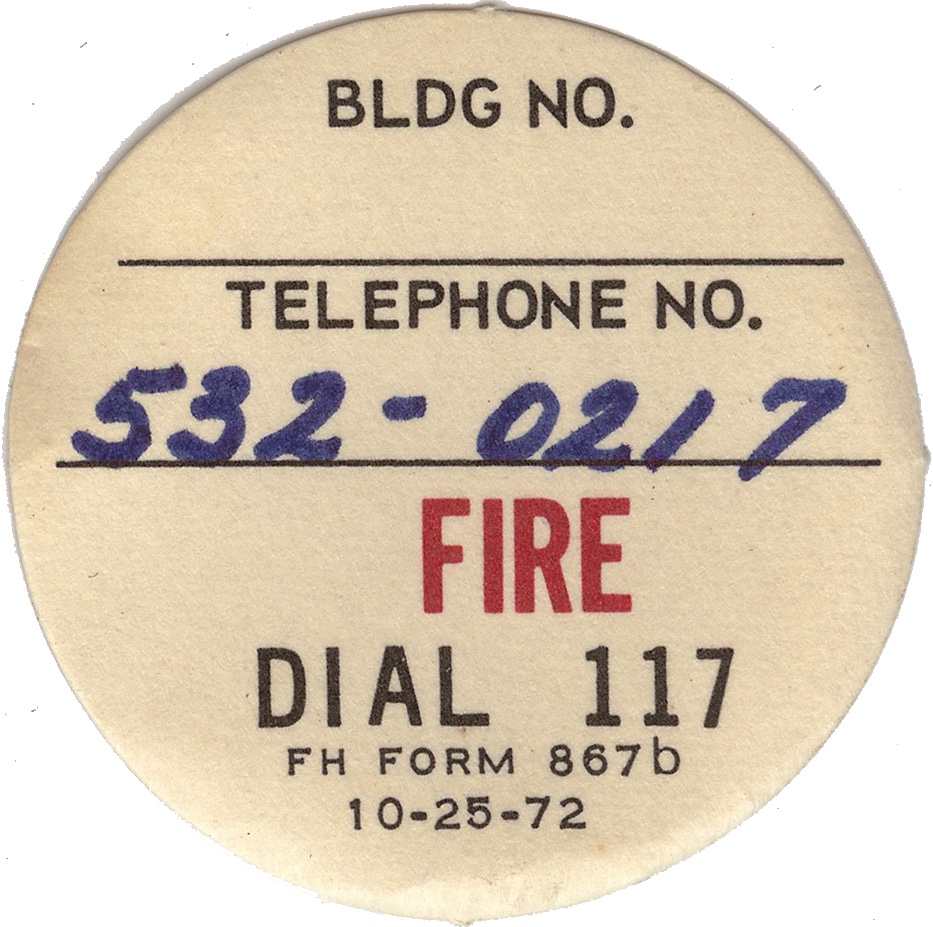 BLDG NO.
TELEPHONE NO.
532-0217
FIRE
DIAL 117
FH FORM 867b
10-25-72